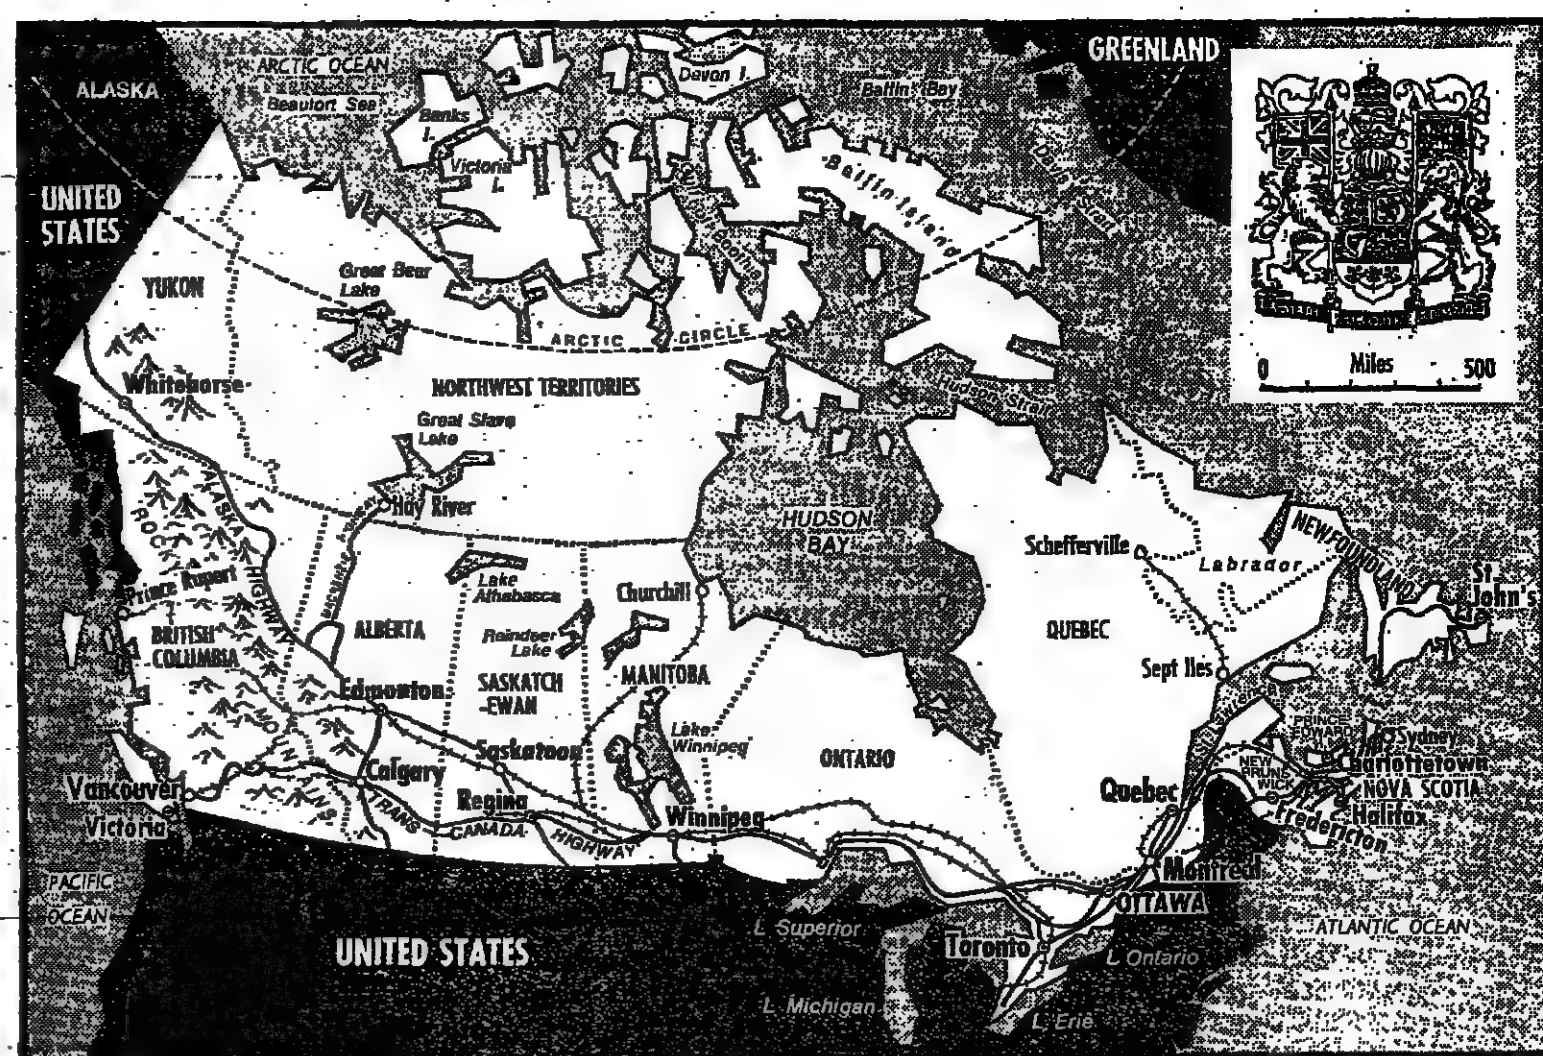 GREENLAND
ARCTIC OCEAN
ALASKA
Beaufort Sea
Banks
I.
Devon I.
Baffin Bay
Davis Strait
Victoria
I.
Baffin Island
UNITED
STATES
YUKON
Great Bear
Lake
ARCTIC CIRCLE
0 Miles 500
Whitehorse
NORTHWEST TERRITORIES
Hudson Strait
Great Slave
Lake
Hay River
HUDSON
BAY
ALASKA HIGHWAY
ROCKY MOUNTAINS
Schefferville
Labrador
NEWFOUNDLAND
St
John's
Prince Rupert
Lake
Athabasca
Churchill
BRITISH
COLUMBIA
ALBERTA
Reindeer
Lake
QUEBEC
MANITOBA
Sept Iles
SASKATCH
-EWAN
Edmonton
Lake
Winnipeg
ONTARIO
Saskatoon
PRINCE
EDWARD
Sydney
Charlottetown
NEW
BRUNS
WICK
NOVA SCOTIA
Halifax
Fredericton
Calgary
Vancouver
Victoria
Regina
Winnipeg
TRANS CANADA HIGHWAY
Quebec
Montreal
OTTAWA
PACIFIC
OCEAN
UNITED STATES
L Superior
Toronto
L Ontario
ATLANTIC OCEAN
L Michigan
L Erie